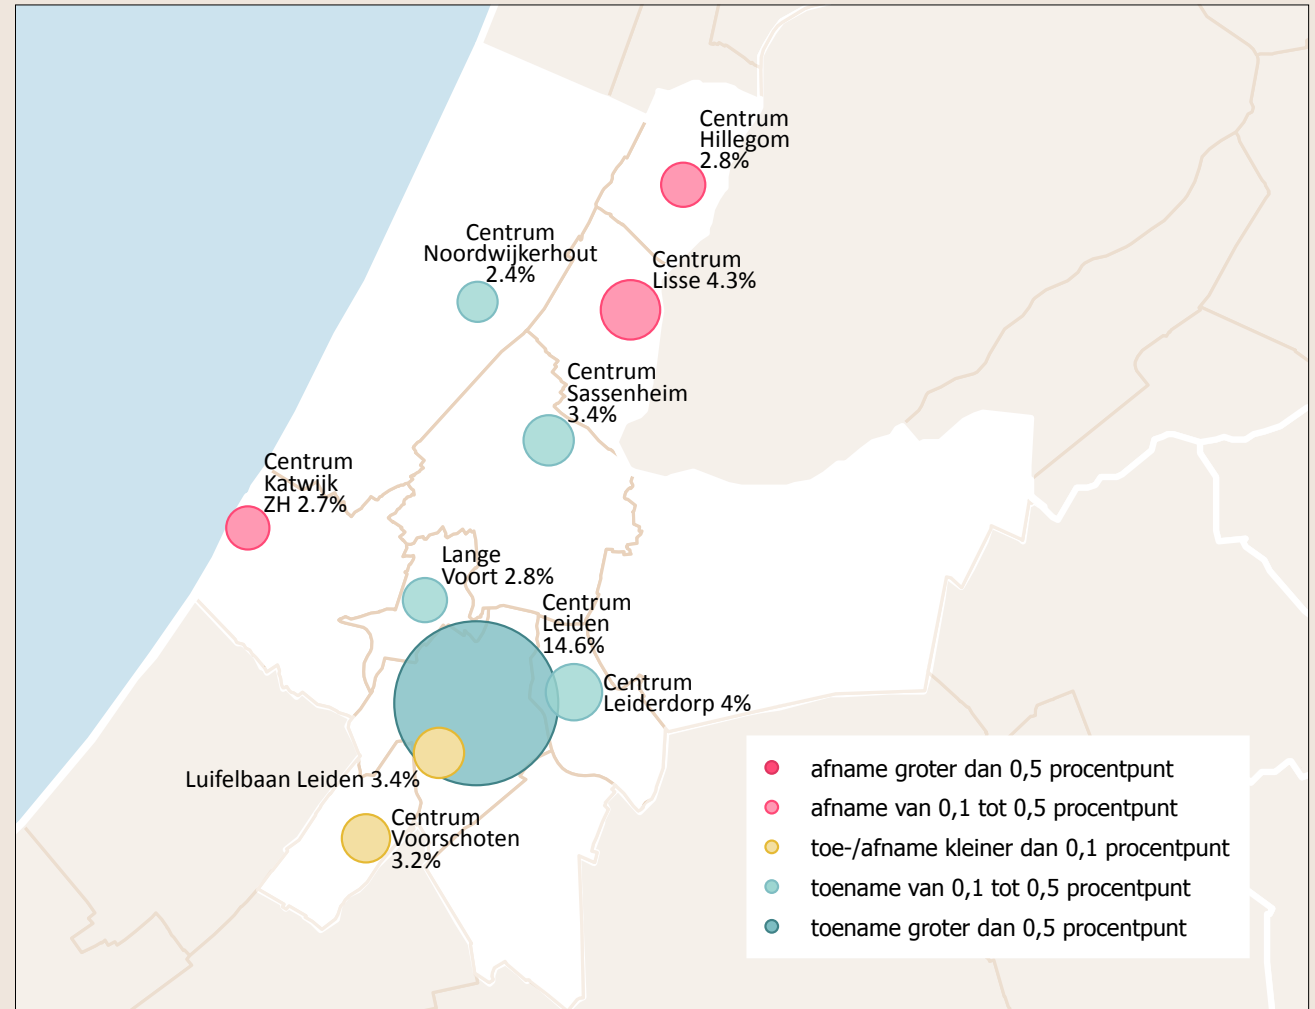 Centrum
Hillegom
2.8%
Centrum
Noordwijkerhout
2.4%
Centrum
Lisse 4.3%
Centrum
Sassenheim
3.4%
Centrum
Katwijk
ZH 2.7%
Lange
Voort 2.8%
Centrum
Leiden
14.6%
Centrum
Leiderdorp 4%
Luifelbaan Leiden 3.4%
Centrum
Voorschoten
3.2%
afname groter dan 0,5 procentpunt
afname van 0,1 tot 0,5 procentpunt
toe-/afname kleiner dan 0,1 procentpunt
toename van 0,1 tot 0,5 procentpunt
toename groter dan 0,5 procentpunt